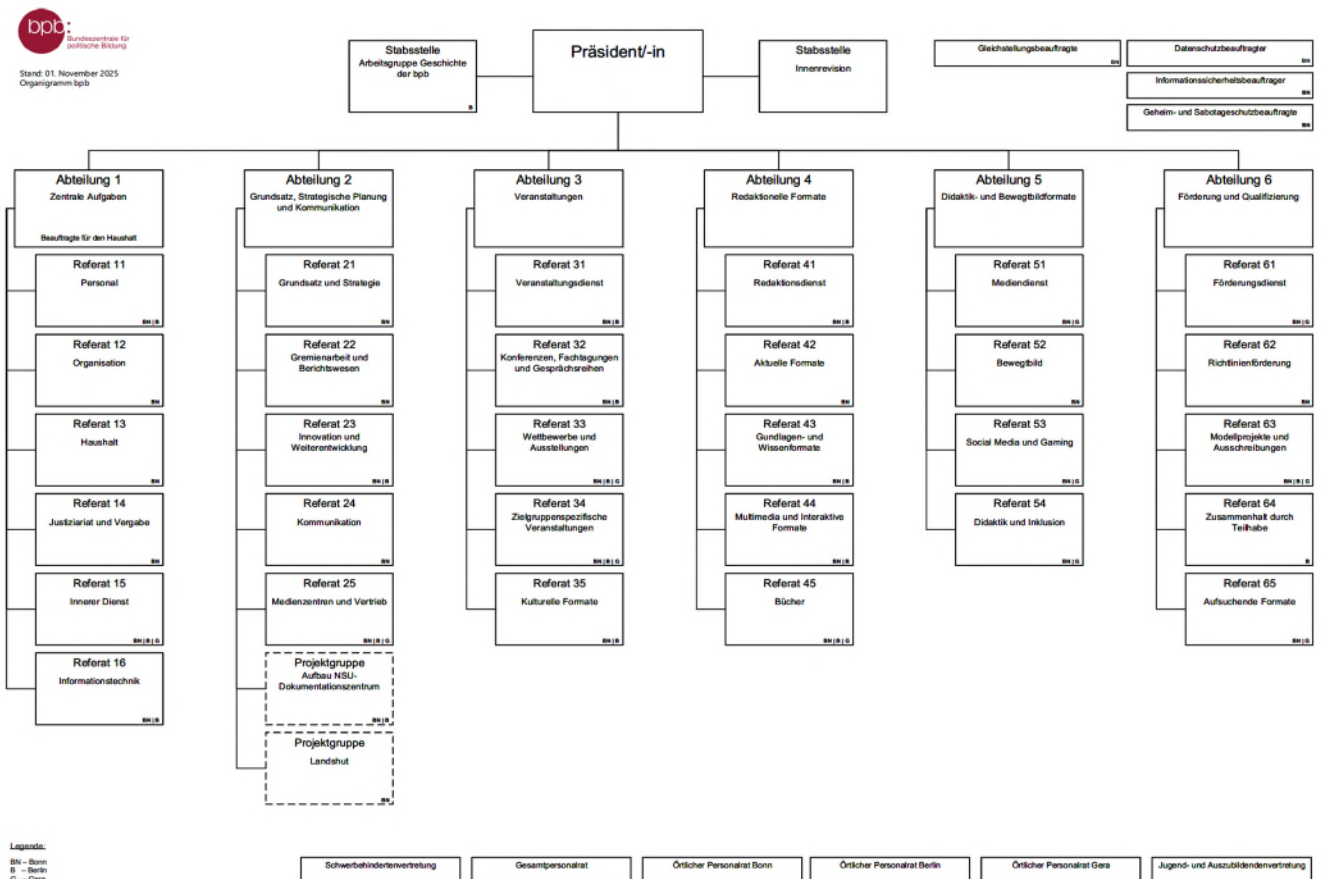 bpb:
Bundeszentrale für
politische Bildung
Stand: 01. November 2025
Organigramm bpb
Stabsstelle
Arbeitsgruppe Geschichte
der bpb
B
Präsident/-in
Stabsstelle
Innenrevision
Gleichstellungsbeauftragte
BN
Datenschutzbeauftragter
BN
Informationssicherheitsbeauftrager
BN
Geheim- und Sabotageschutzbeauftragte
BN
Abteilung 1
Zentrale Aufgaben
Beauftragte für den Haushalt
Referat 11
Personal
BN | B
Referat 12
Organisation
BN
Referat 13
Haushalt
BN
Referat 14
Justiziariat und Vergabe
BN
Referat 15
Innerer Dienst
BN | B | G
Referat 16
Informationstechnik
BN | B
Abteilung 2
Grundsatz, Strategische Planung
und Kommunikation
Referat 21
Grundsatz und Strategie
BN
Referat 22
Gremienarbeit und
Berichtswesen
BN
Referat 23
Innovation und
Weiterentwicklung
BN | B
Referat 24
Kommunikation
BN
Referat 25
Medienzentren und Vertrieb
BN | B | G
Projektgruppe
Aufbau NSU-
Dokumentationszentrum
BN | B
Projektgruppe
Landshut
BN
Abteilung 3
Veranstaltungen
Referat 31
Veranstaltungsdienst
BN | B
Referat 32
Konferenzen, Fachtagungen
und Gesprächsreihen
BN | B
Referat 33
Wettbewerbe und
Ausstellungen
BN | B | G
Referat 34
Zielgruppenspezifische
Veranstaltungen
BN | B | G
Referat 35
Kulturelle Formate
BN | B
Abteilung 4
Redaktionelle Formate
Referat 41
Redaktionsdienst
BN | B
Referat 42
Aktuelle Formate
BN
Referat 43
Gundlagen- und
Wissenformate
BN | B
Referat 44
Multimedia und Interaktive
Formate
BN | B
Referat 45
Bücher
BN | B | G
Abteilung 5
Didaktik- und Bewegtbildformate
Referat 51
Mediendienst
BN | G
Referat 52
Bewegtbild
BN
Referat 53
Social Media und Gaming
BN | G
Referat 54
Didaktik und Inklusion
BN | G
Abteilung 6
Förderung und Qualifizierung
Referat 61
Förderungsdienst
BN | G
Referat 62
Richtlinienförderung
BN
Referat 63
Modellprojekte und
Ausschreibungen
BN | B | G
Referat 64
Zusammenhalt durch
Teilhabe
B
Referat 65
Aufsuchende Formate
BN | G
Legende:
BN – Bonn
B – Berlin
G – Gera
Schwerbehindertenvertretung
Gesamtpersonalrat
Örtlicher Personalrat Bonn
Örtlicher Personalrat Berlin
Örtlicher Personalrat Gera
Jugend- und Auszubildendenvertretung